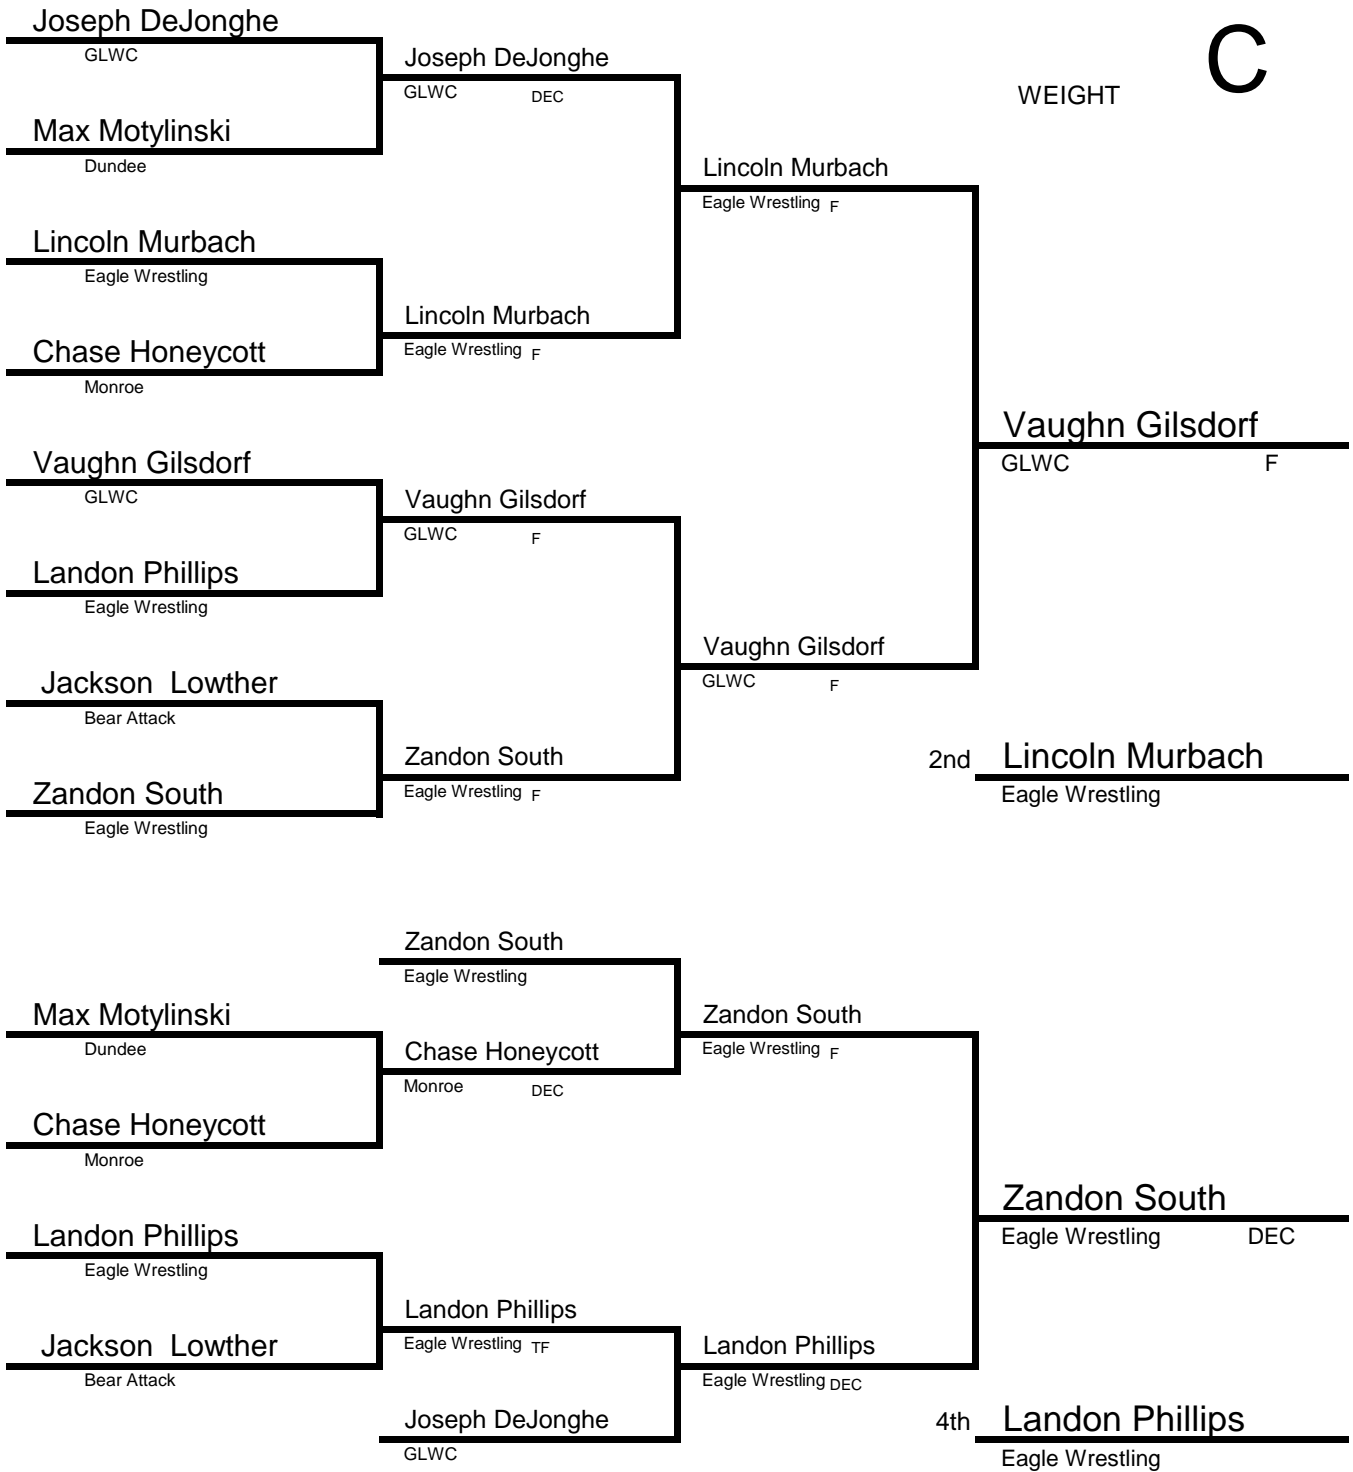 Joseph DeJonghe
GLWC
Joseph DeJonghe
GLWC DEC
C
WEIGHT
Max Motylinski
Dundee
Lincoln Murbach
Eagle Wrestling F
Lincoln Murbach
Eagle Wrestling
Lincoln Murbach
Eagle Wrestling F
Chase Honeycott
Monroe
Vaughn Gilsdorf
GLWC F
Vaughn Gilsdorf
GLWC
Vaughn Gilsdorf
GLWC F
Landon Phillips
Eagle Wrestling
Vaughn Gilsdorf
GLWC F
Jackson  Lowther
Bear Attack
Zandon South
Eagle Wrestling F
2nd Lincoln Murbach
Eagle Wrestling
Zandon South
Eagle Wrestling
Zandon South
Eagle Wrestling
Max Motylinski
Dundee
Zandon South
Eagle Wrestling F
Chase Honeycott
Monroe DEC
Chase Honeycott
Monroe
Zandon South
Eagle Wrestling DEC
Landon Phillips
Eagle Wrestling
Landon Phillips
Eagle Wrestling TF
Jackson  Lowther
Bear Attack
Landon Phillips
Eagle Wrestling DEC
Joseph DeJonghe
GLWC
4th Landon Phillips
Eagle Wrestling